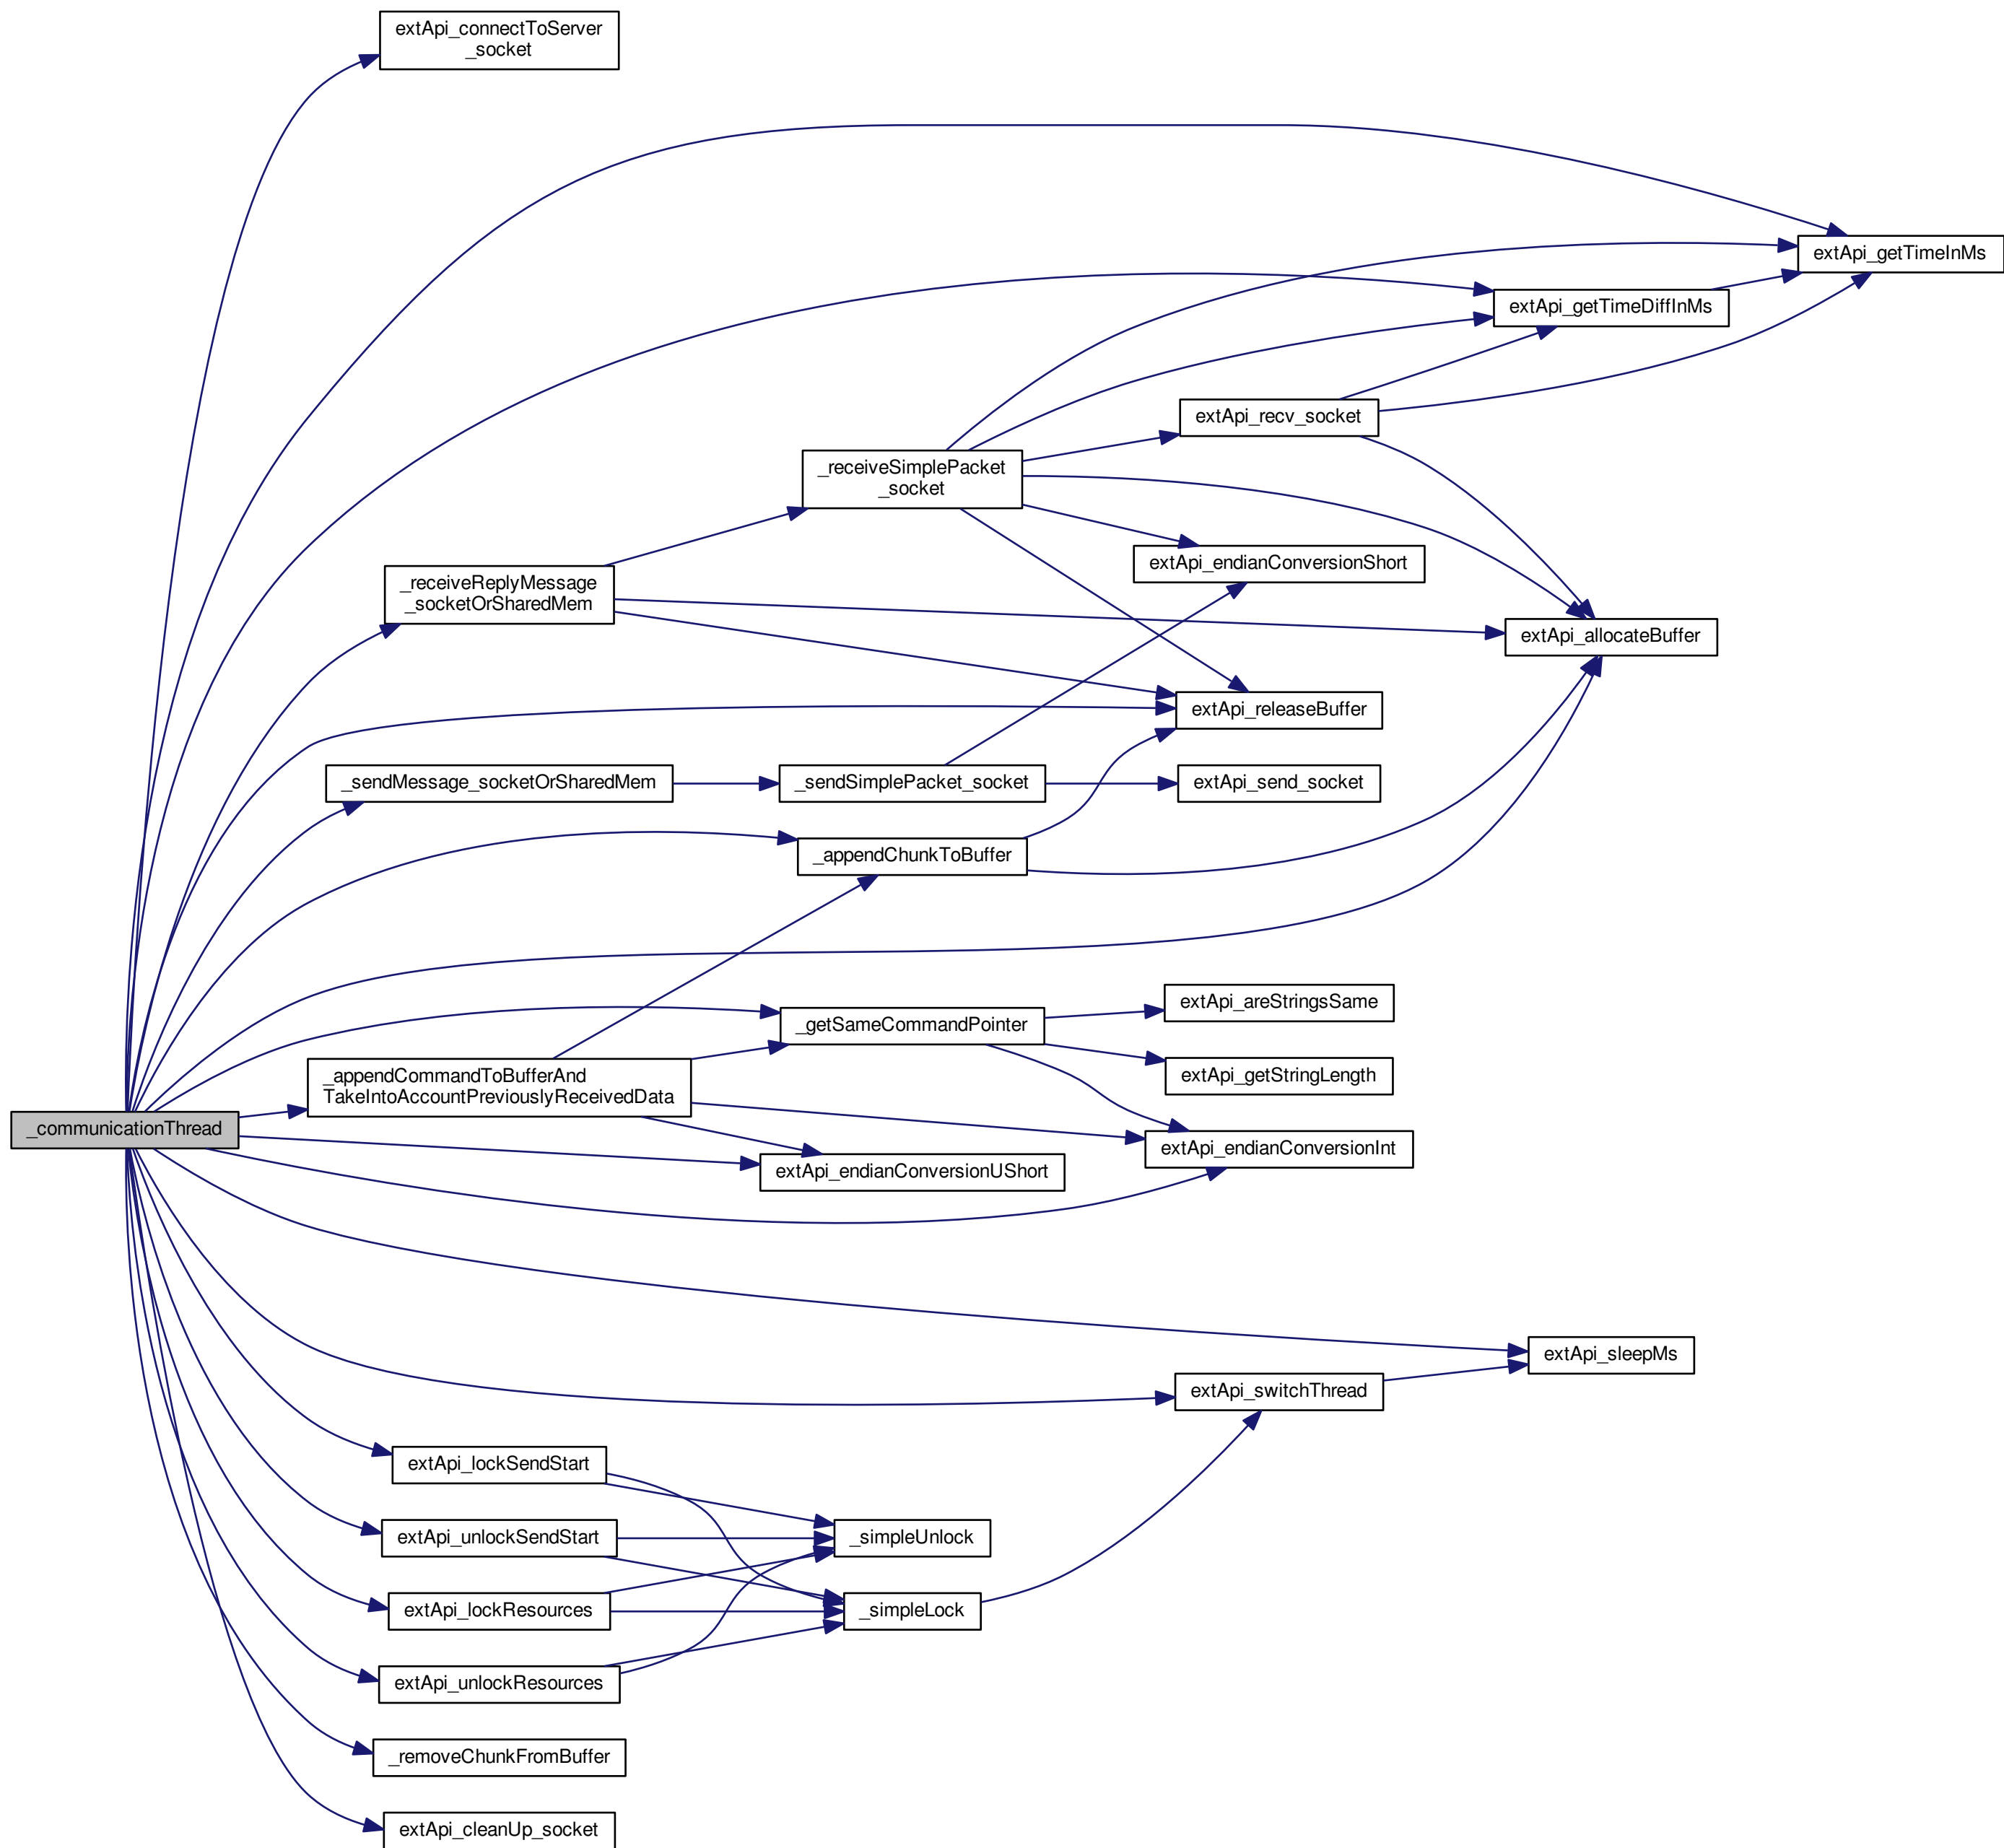 extApi_connectToServer
_socket
extApi_getTimeInMs
extApi_getTimeDiffInMs
extApi_recv_socket
_receiveSimplePacket
_socket
extApi_endianConversionShort
_receiveReplyMessage
_socketOrSharedMem
extApi_allocateBuffer
extApi_releaseBuffer
_sendMessage_socketOrSharedMem
_sendSimplePacket_socket
extApi_send_socket
_appendChunkToBuffer
extApi_areStringsSame
_getSameCommandPointer
extApi_getStringLength
_appendCommandToBufferAnd
TakeIntoAccountPreviouslyReceivedData
_communicationThread
extApi_endianConversionInt
extApi_endianConversionUShort
extApi_sleepMs
extApi_switchThread
extApi_lockSendStart
extApi_unlockSendStart
_simpleUnlock
extApi_lockResources
_simpleLock
extApi_unlockResources
_removeChunkFromBuffer
extApi_cleanUp_socket